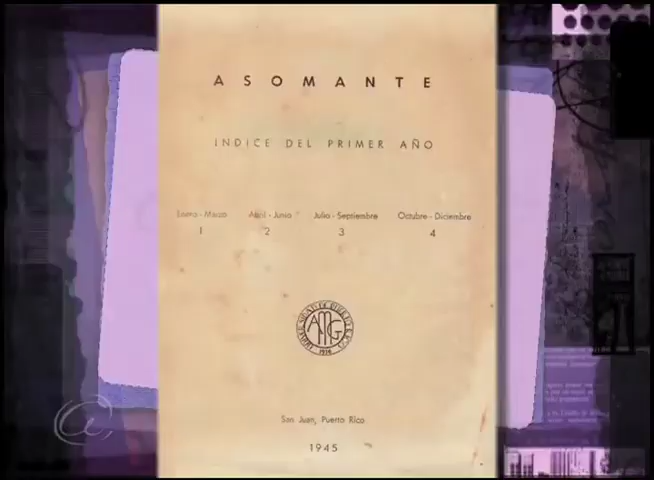 ASOMANTE
INDICE DEL PRIMER AÑO
Enero - Marzo Abril - Junio Julio - Septiembre Octubre - Diciembre
1 2 3 4
AMG
San Juan, Puerto Rico
1945